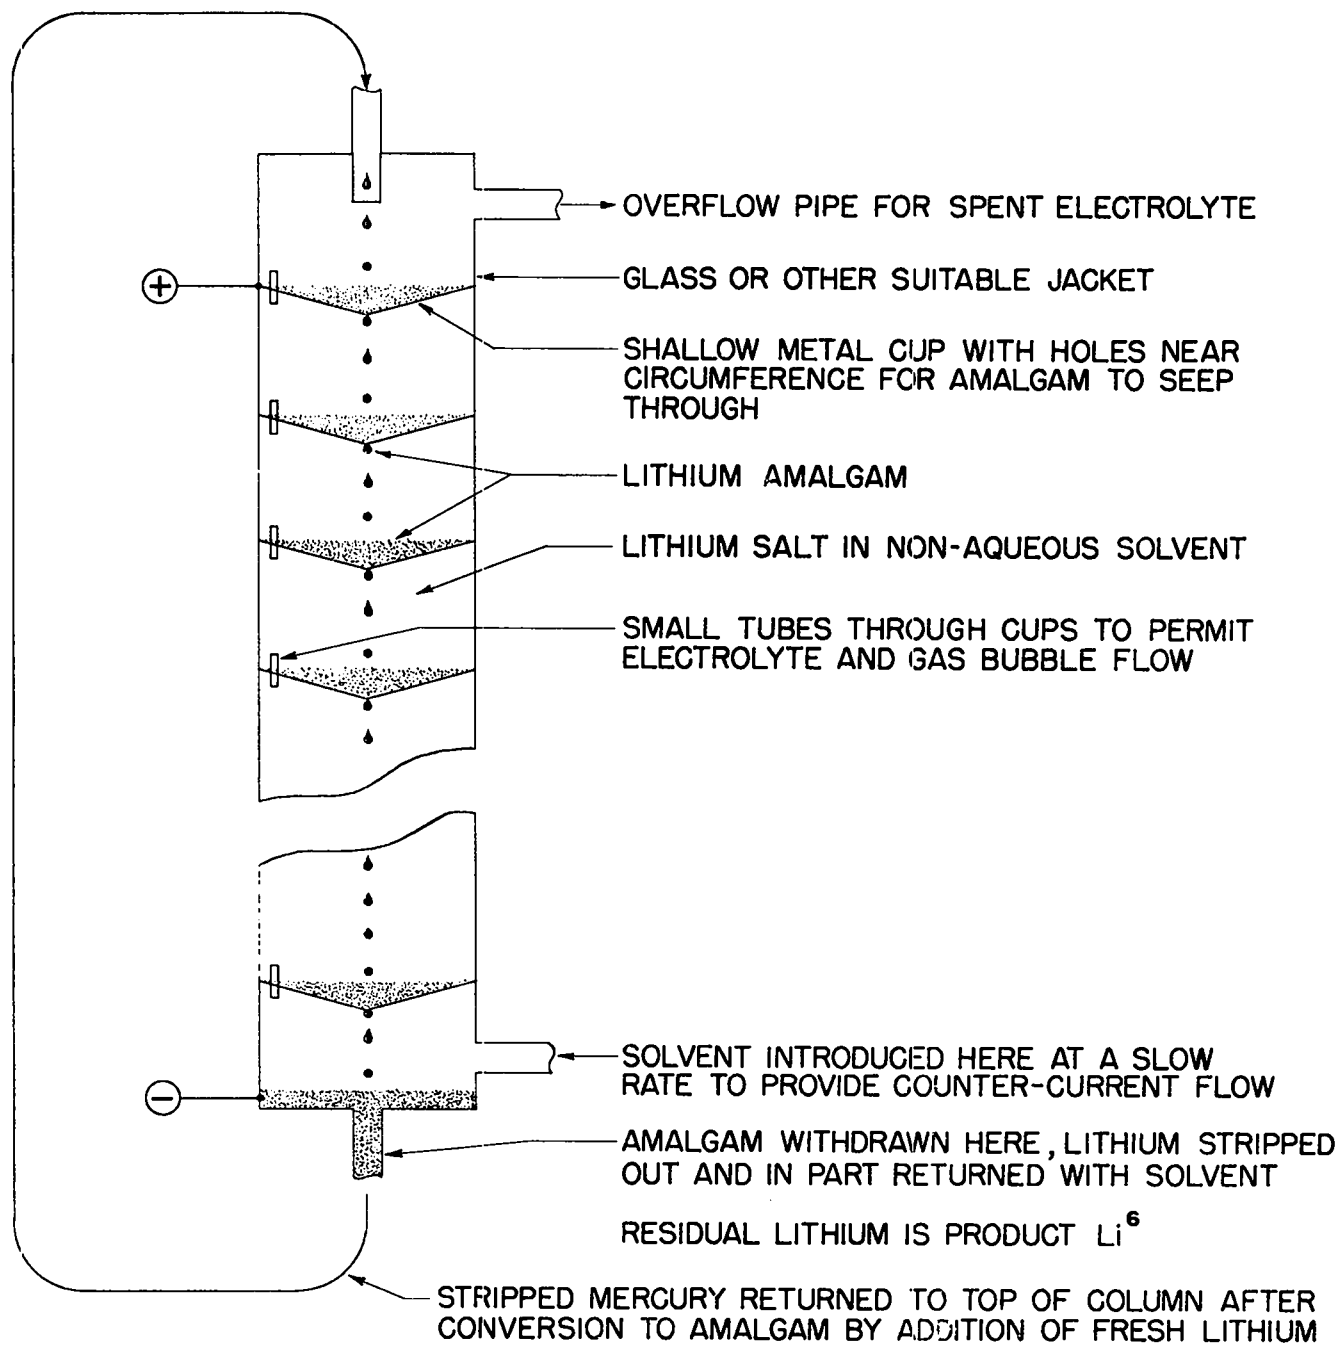 OVERFLOW PIPE FOR SPENT ELECTROLYTE
+
GLASS OR OTHER SUITABLE JACKET
SHALLOW METAL CUP WITH HOLES NEAR
CIRCUMFERENCE FOR AMALGAM TO SEEP
THROUGH
LITHIUM AMALGAM
LITHIUM SALT IN NON-AQUEOUS SOLVENT
SMALL TUBES THROUGH CUPS TO PERMIT
ELECTROLYTE AND GAS BUBBLE FLOW
SOLVENT INTRODUCED HERE AT A SLOW
RATE TO PROVIDE COUNTER-CURRENT FLOW
−
AMALGAM WITHDRAWN HERE, LITHIUM STRIPPED
OUT AND IN PART RETURNED WITH SOLVENT
RESIDUAL LITHIUM IS PRODUCT Li⁶
STRIPPED MERCURY RETURNED TO TOP OF COLUMN AFTER
CONVERSION TO AMALGAM BY ADDITION OF FRESH LITHIUM